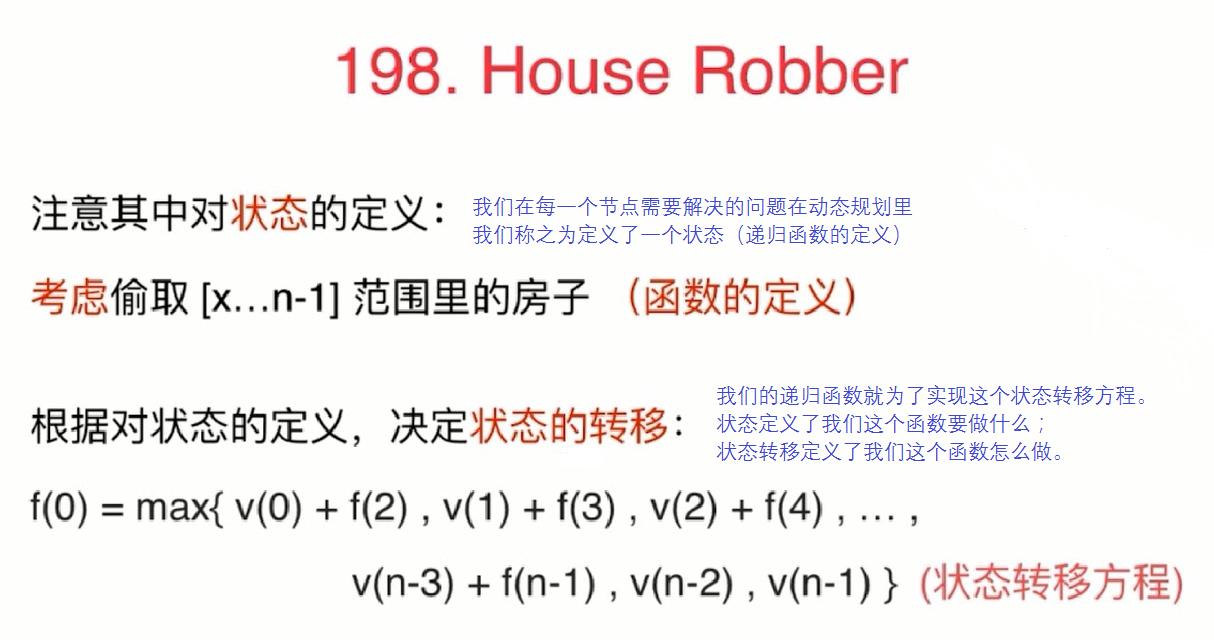 198. House Robber
注意其中对状态的定义：
我们在每一个节点需要解决的问题在动态规划里
我们称之为定义了一个状态（递归函数的定义）
考虑偷取 [x…n-1] 范围里的房子 （函数的定义）
根据对状态的定义，决定状态的转移：
我们的递归函数就为了实现这个状态转移方程。
状态定义了我们这个函数要做什么；
状态转移定义了我们这个函数怎么做。
f(0) = max{ v(0) + f(2) , v(1) + f(3) , v(2) + f(4) , … ,
v(n-3) + f(n-1) , v(n-2) , v(n-1) } (状态转移方程)